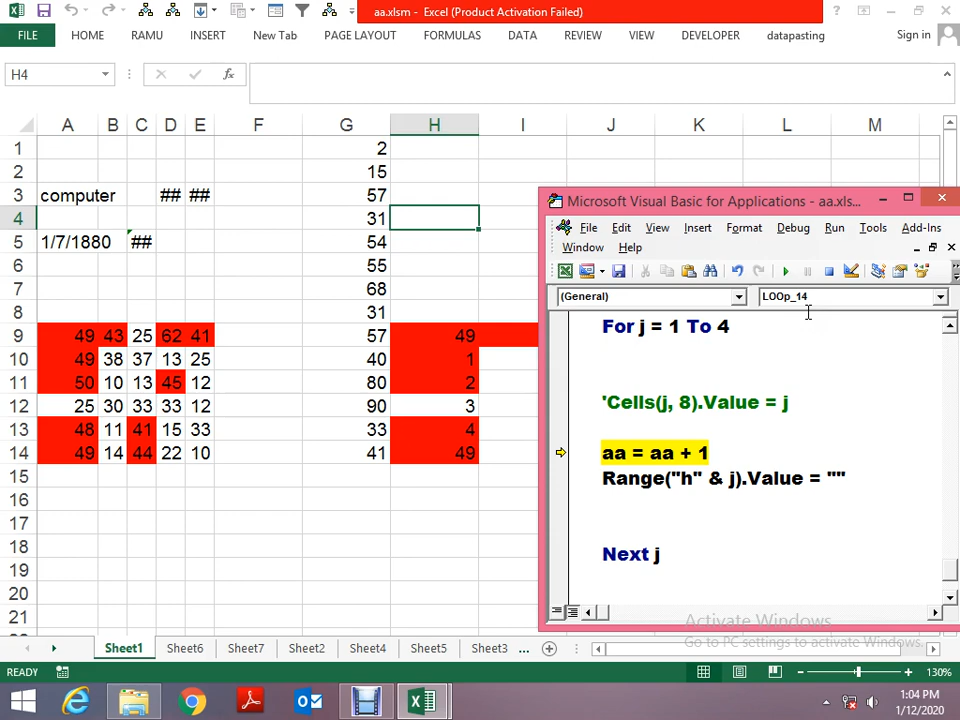 aa.xlsm - Excel (Product Activation Failed)
FILE HOME RAMU INSERT New Tab PAGE LAYOUT FORMULAS DATA REVIEW VIEW DEVELOPER datapasting Sign in
H4 fx
A B C D E F G H I J K L M
1 2
2 15
3 computer ## ## 57
4 31
5 1/7/1880 ## 54
6 55
7 68
8 31
9 49 43 25 62 41 57 49
10 49 38 37 13 25 40 1
11 50 10 13 45 12 80 2
12 25 30 33 33 12 90 3
13 48 11 41 15 33 33 4
14 49 14 44 22 10 41 49
15
16
17
18
19
20
21
Microsoft Visual Basic for Applications - aa.xls...
File Edit View Insert Format Debug Run Tools Add-Ins
Window Help
(General) LOOp_14
For j = 1 To 4
'Cells(j, 8).Value = j
aa = aa + 1
Range("h" & j).Value = ""
Next j
Activate Windows
Go to PC settings to activate Windows.
Sheet1 Sheet6 Sheet7 Sheet2 Sheet4 Sheet5 Sheet3 ...
READY 130%
1:04 PM
1/12/2020